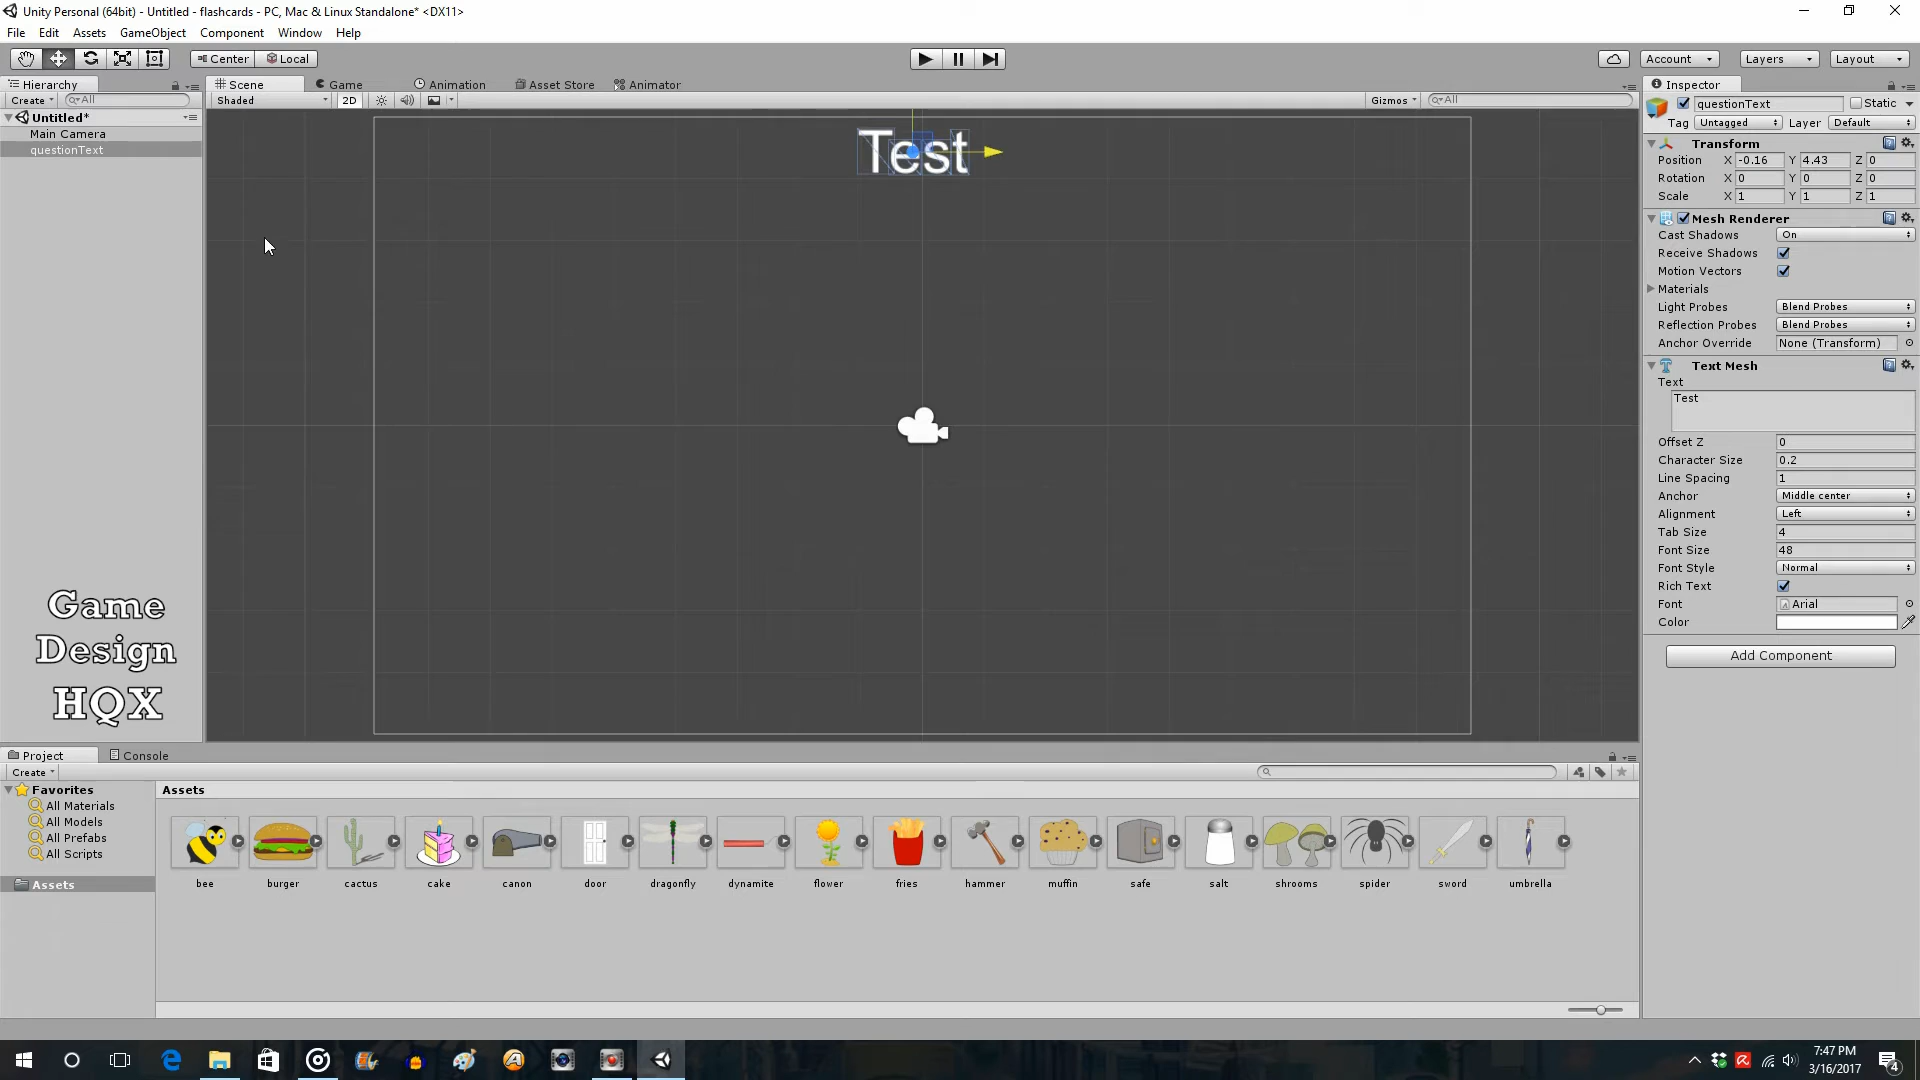 Unity Personal (64bit) - Untitled - flashcards - PC, Mac & Linux Standalone* <DX11>
File Edit Assets GameObject Component Window Help
Center Local
Account Layers Layout
Hierarchy
Scene Game Animation Asset Store Animator
Inspector
Create All
Shaded 2D Gizmos All
questionText Static
Tag Untagged Layer Default
Untitled*
Main Camera
questionText
Test
Transform
Position X -0.16 Y 4.43 Z 0
Rotation X 0 Y 0 Z 0
Scale X 1 Y 1 Z 1
Mesh Renderer
Cast Shadows On
Receive Shadows
Motion Vectors
Materials
Light Probes Blend Probes
Reflection Probes Blend Probes
Anchor Override None (Transform)
Text Mesh
Text
Test
Offset Z 0
Character Size 0.2
Line Spacing 1
Anchor Middle center
Alignment Left
Tab Size 4
Font Size 48
Font Style Normal
Rich Text
Font Arial
Color
Add Component
Game
Design
HQX
Project Console
Create
Favorites
All Materials
All Models
All Prefabs
All Scripts
Assets
Assets
bee burger cactus cake canon door dragonfly dynamite flower fries hammer muffin safe salt shrooms spider sword umbrella
7:47 PM
3/16/2017
4